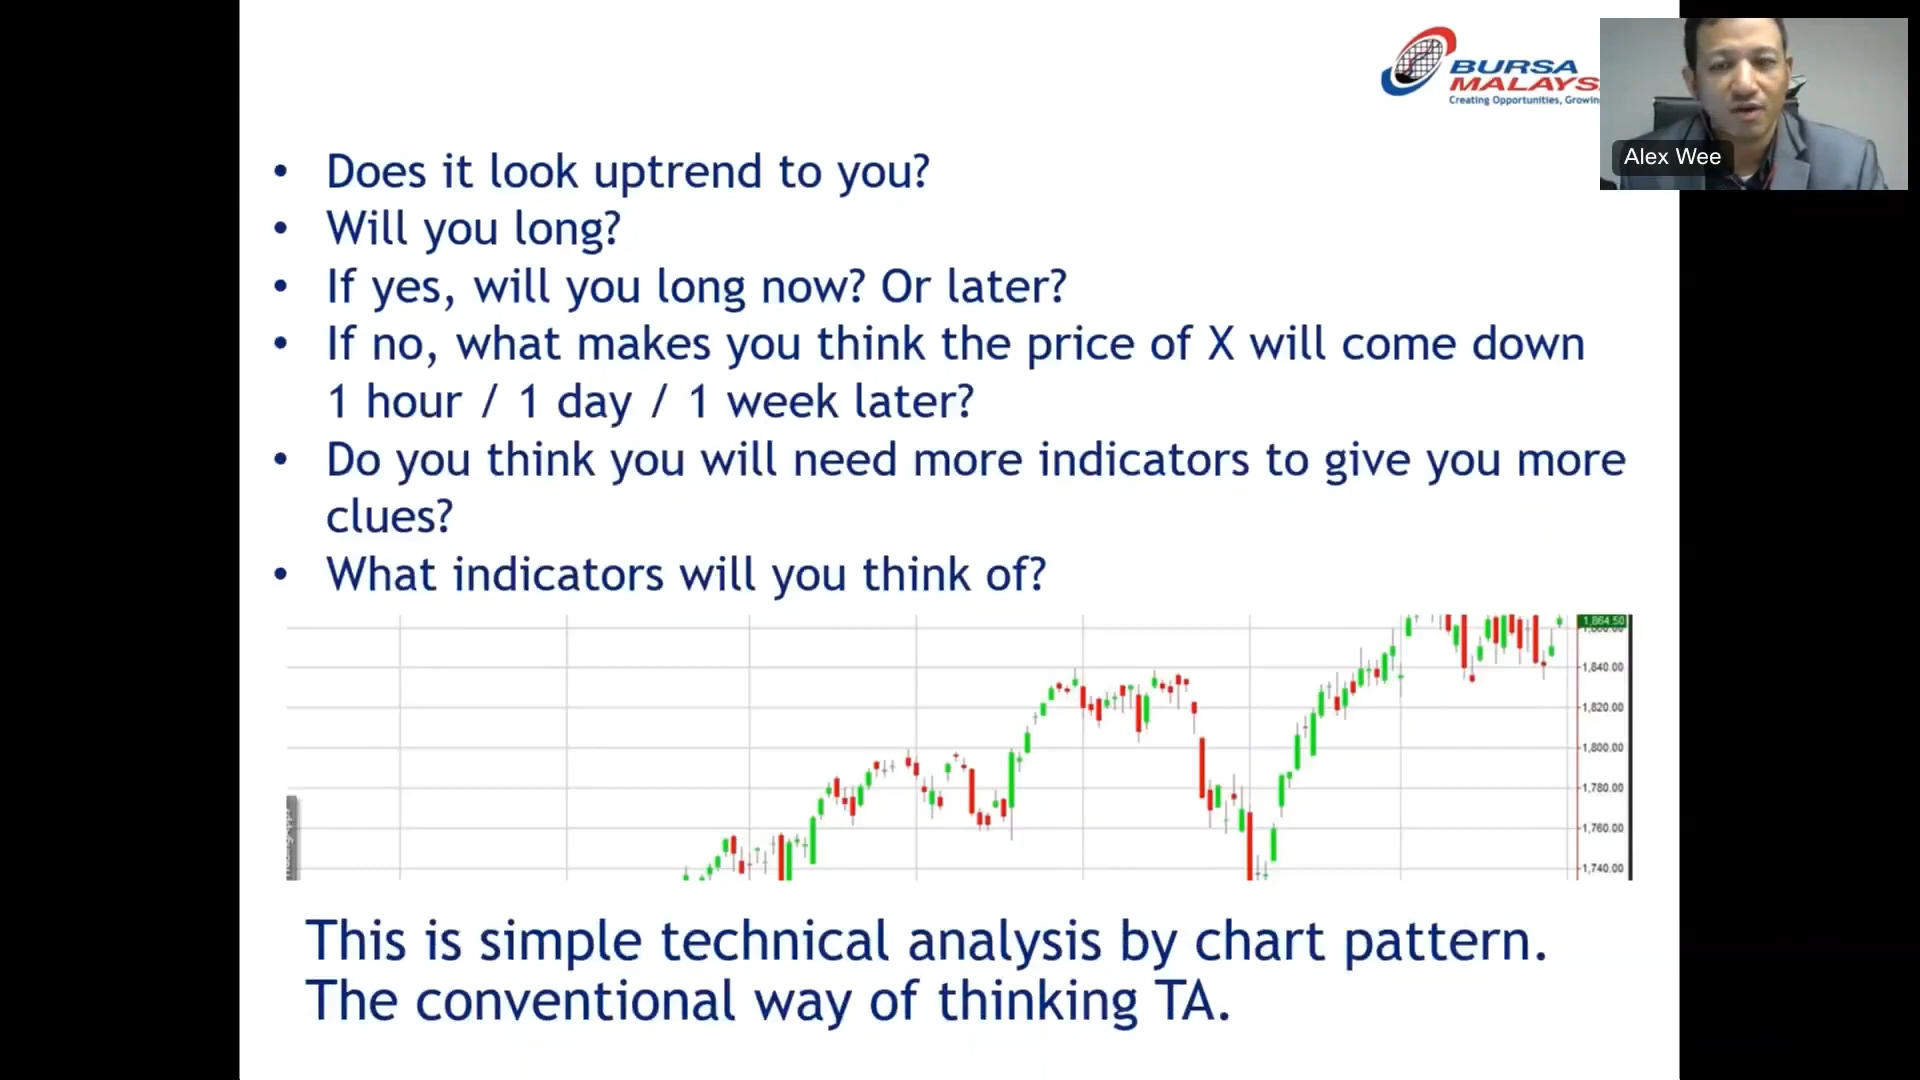 BURSA
MALAYS
Creating Opportunities, Growin
Alex Wee
• Does it look uptrend to you?
• Will you long?
• If yes, will you long now? Or later?
• If no, what makes you think the price of X will come down
1 hour / 1 day / 1 week later?
• Do you think you will need more indicators to give you more
clues?
• What indicators will you think of?
1,864.50
1,840.00
1,820.00
1,800.00
1,780.00
1,760.00
1,740.00
This is simple technical analysis by chart pattern.
The conventional way of thinking TA.